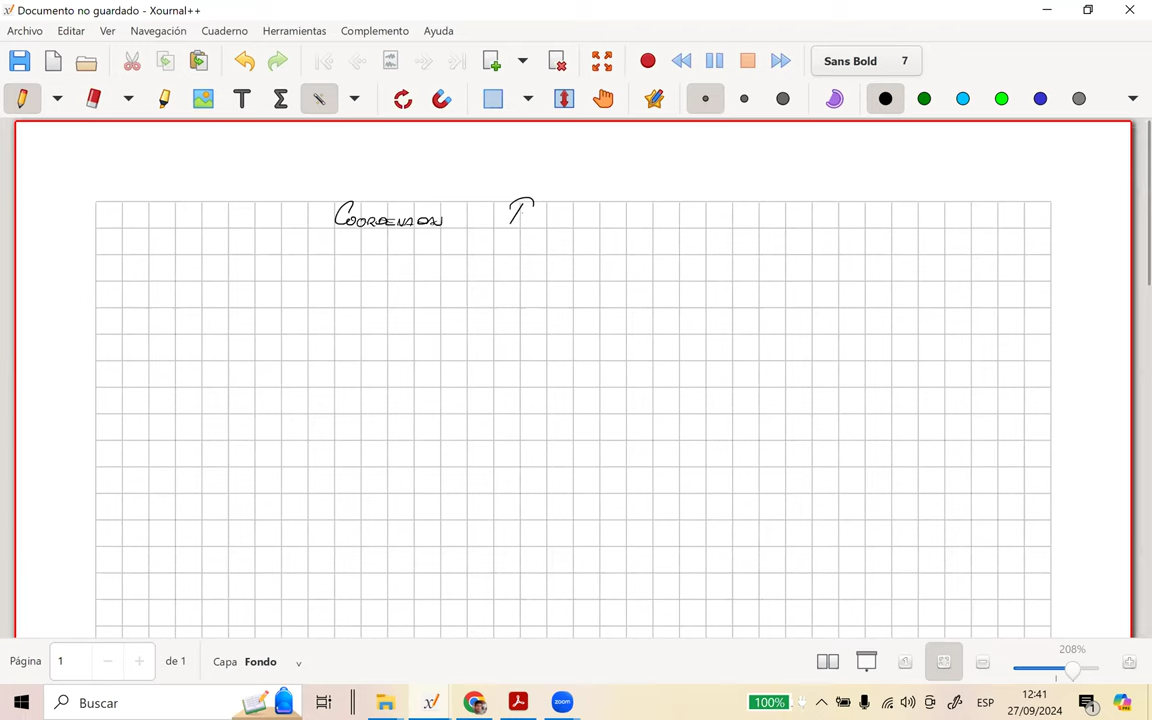 Documento no guardado - Xournal++
Archivo Editar Ver Navegación Cuaderno Herramientas Complemento Ayuda
Sans Bold 7
COORDENADAS
Página 1 de 1 Capa Fondo 208%
Buscar 100% ESP 12:41
27/09/2024 1